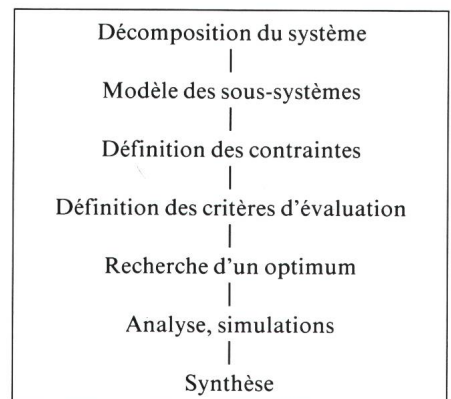 Décomposition du système
Modèle des sous-systèmes
Définition des contraintes
Définition des critères d'évaluation
Recherche d'un optimum
Analyse, simulations
Synthèse